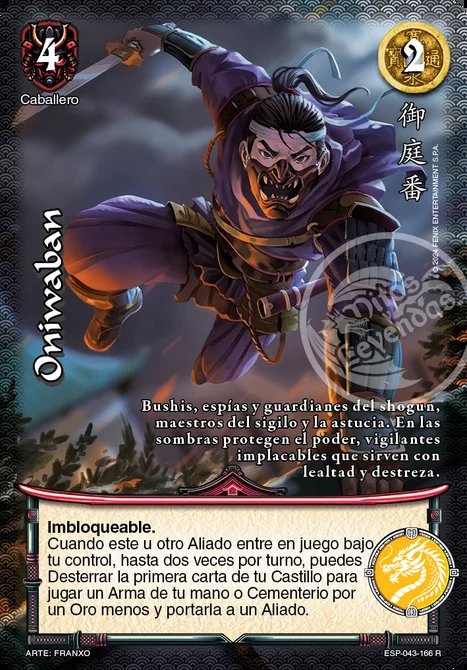 4
Caballero
2
御庭番
© 2024 FENIX ENTERTAINMENT S.P.A.
Oniwaban
Mitos
Leyendas
Bushis, espías y guardianes del shogun,
maestros del sigilo y la astucia. En las
sombras protegen el poder, vigilantes
implacables que sirven con
lealtad y destreza.
Imbloqueable.
Cuando este u otro Aliado entre en juego bajo
tu control, hasta dos veces por turno, puedes
Desterrar la primera carta de tu Castillo para
jugar un Arma de tu mano o Cementerio por
un Oro menos y portarla a un Aliado.
ARTE: FRANXO
ESP-043-166 R